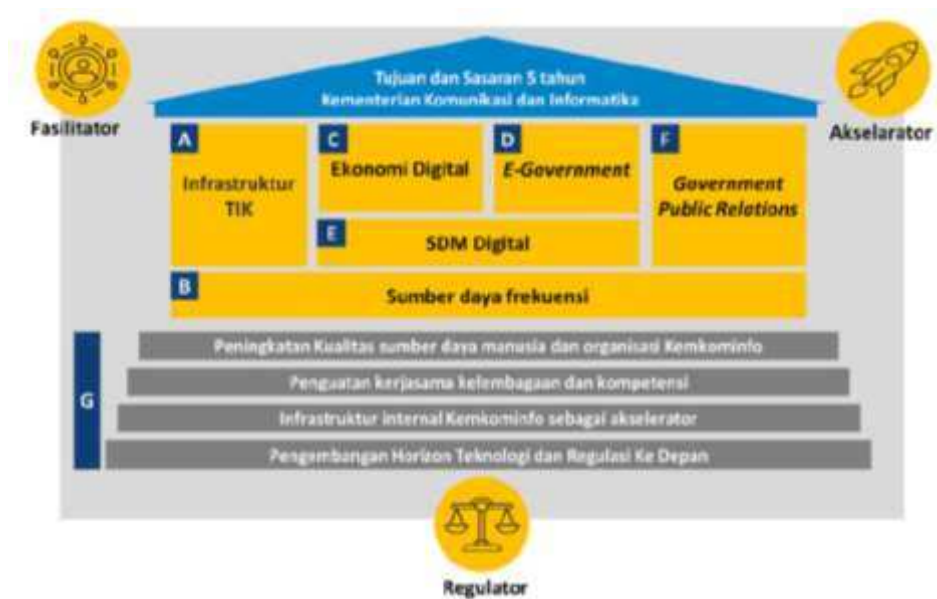 Tujuan dan Sasaran 5 tahun
Kementerian Komunikasi dan Informatika
Fasilitator
Akselarator
A
Infrastruktur
TIK
C
Ekonomi Digital
D
E-Government
F
Government
Public Relations
E
SDM Digital
B
Sumber daya frekuensi
G
Peningkatan Kualitas sumber daya manusia dan organisasi Kemkominfo
Penguatan kerjasama kelembagaan dan kompetensi
Infrastruktur internal Kemkominfo sebagai akselerator
Pengembangan Horizon Teknologi dan Regulasi Ke Depan
Regulator